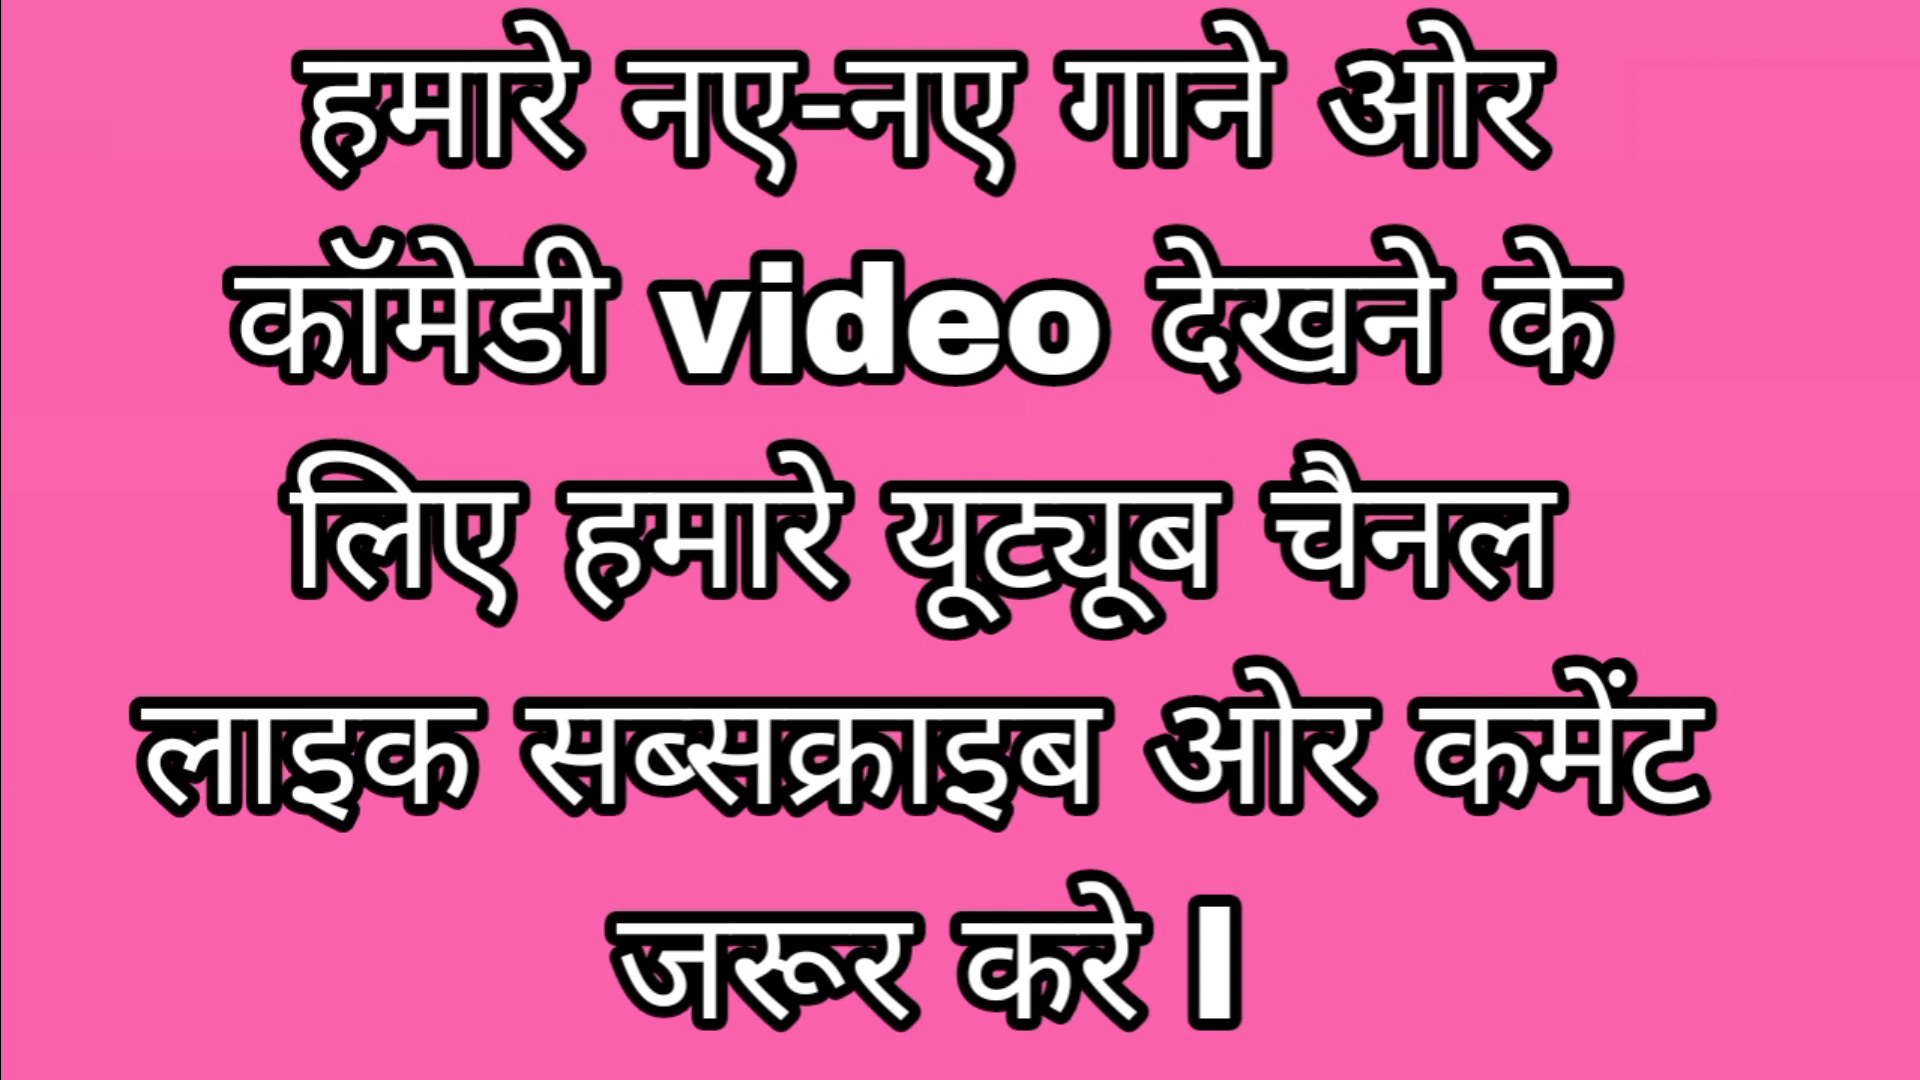 हमारे नए-नए गाने ओर
कॉमेडी video देखने के
लिए हमारे यूट्यूब चैनल
लाइक सब्सक्राइब ओर कमेंट
जरूर करे l